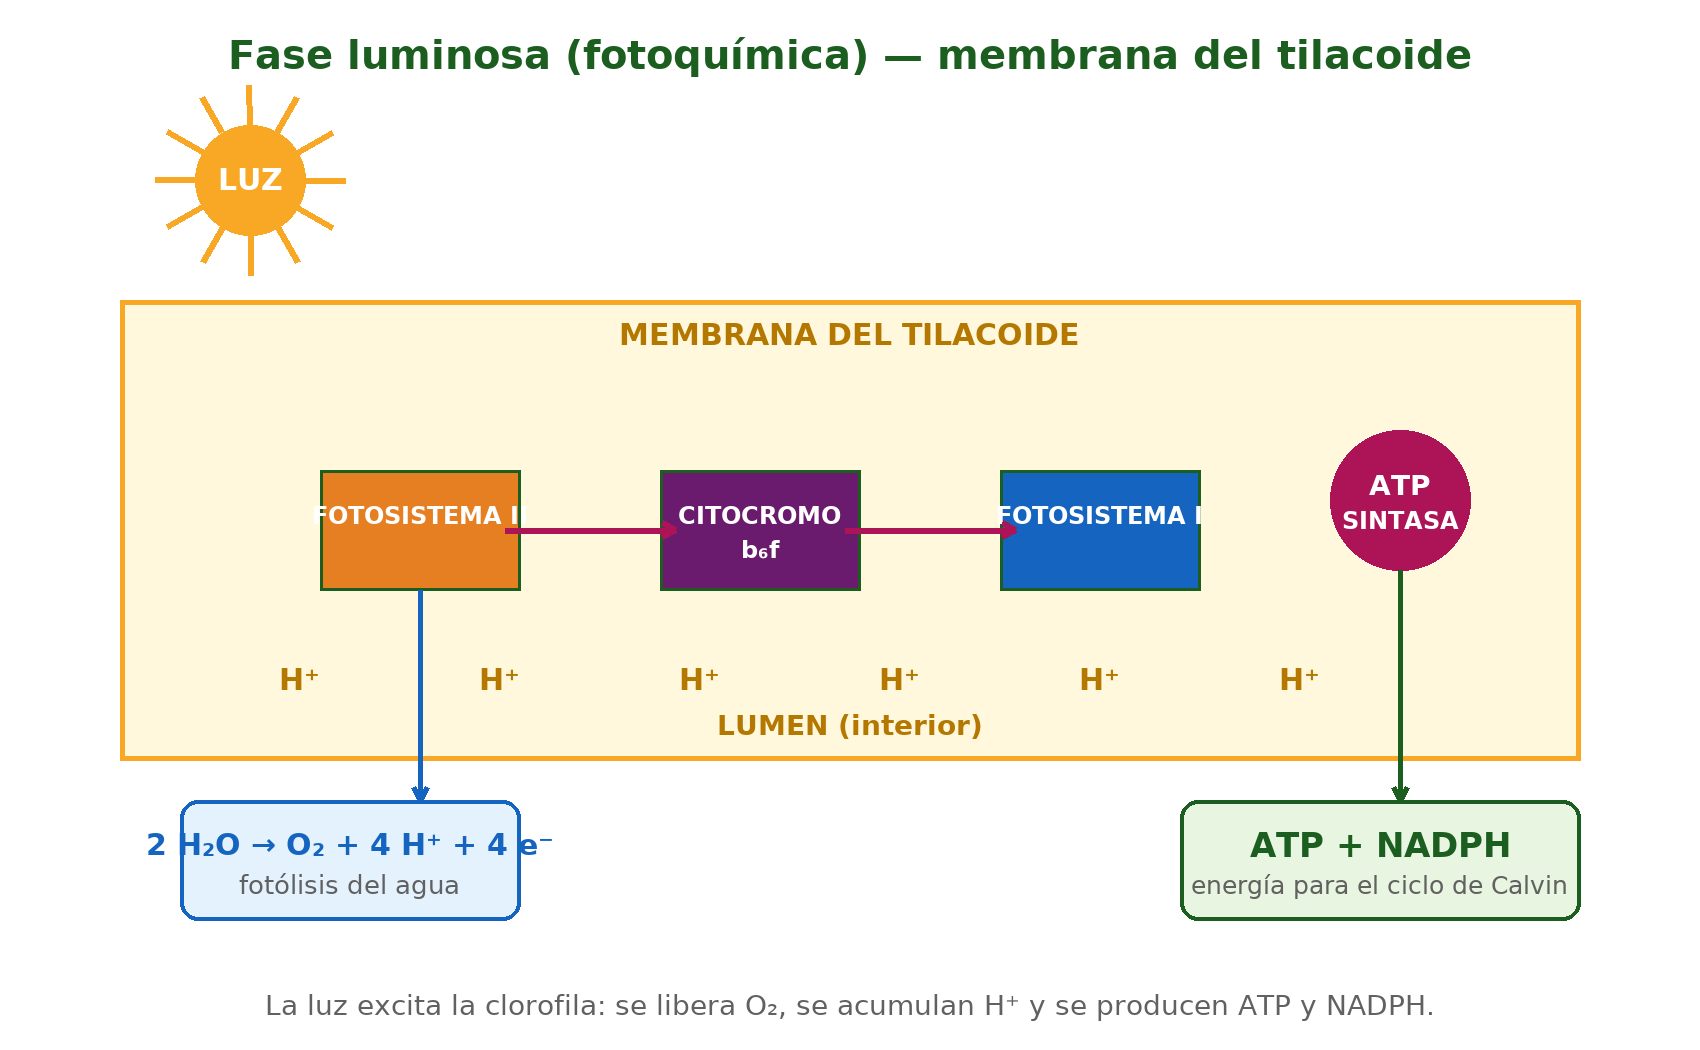 Fase luminosa (fotoquímica) — membrana del tilacoide
LUZ
MEMBRANA DEL TILACOIDE
FOTOSISTEMA II
CITOCROMO
b₆f
FOTOSISTEMA I
ATP
SINTASA
H⁺ H⁺ H⁺ H⁺ H⁺ H⁺
LUMEN (interior)
2 H₂O → O₂ + 4 H⁺ + 4 e⁻
fotólisis del agua
ATP + NADPH
energía para el ciclo de Calvin
La luz excita la clorofila: se libera O₂, se acumulan H⁺ y se producen ATP y NADPH.